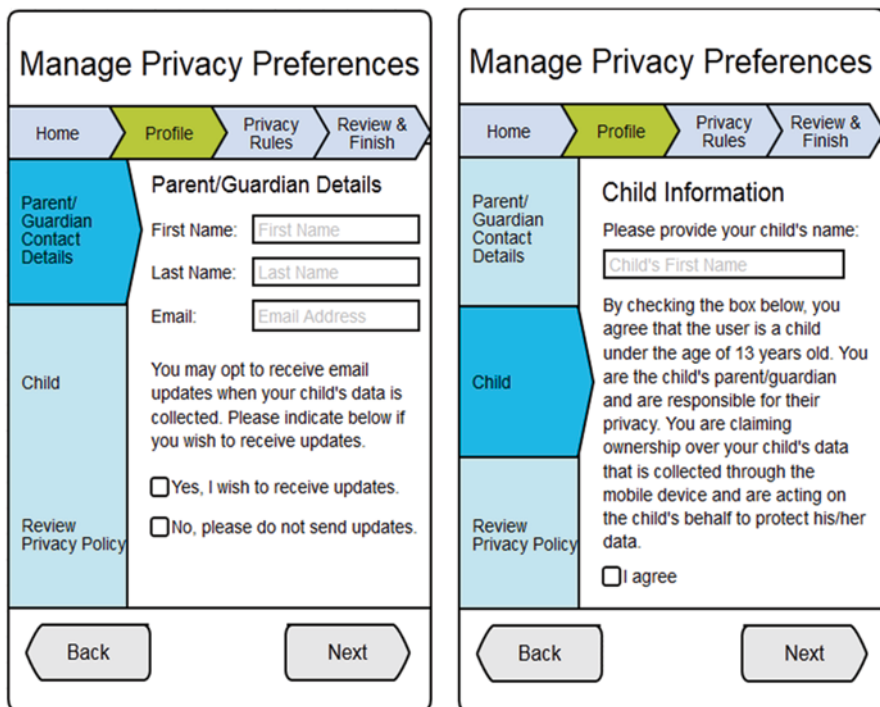 Manage Privacy Preferences
Home
Profile
Privacy
Rules
Review &
Finish
Parent/
Guardian
Contact
Details
Child
Review
Privacy Policy
Parent/Guardian Details
First Name: First Name
Last Name: Last Name
Email: Email Address
You may opt to receive email
updates when your child's data is
collected. Please indicate below if
you wish to receive updates.
Yes, I wish to receive updates.
No, please do not send updates.
Back
Next
Manage Privacy Preferences
Home
Profile
Privacy
Rules
Review &
Finish
Parent/
Guardian
Contact
Details
Child
Review
Privacy Policy
Child Information
Please provide your child's name:
Child's First Name
By checking the box below, you
agree that the user is a child
under the age of 13 years old. You
are the child's parent/guardian
and are responsible for their
privacy. You are claiming
ownership over your child's data
that is collected through the
mobile device and are acting on
the child's behalf to protect his/her
data.
I agree
Back
Next